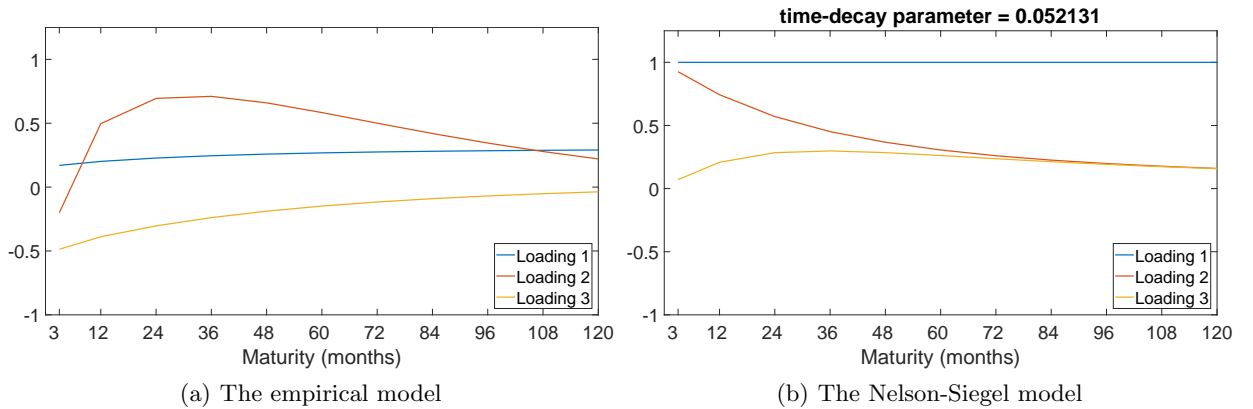 1
0.5
0
-0.5
-1
3 12 24 36 48 60 72 84 96 108 120
Maturity (months)
Loading 1
Loading 2
Loading 3
(a) The empirical model
time-decay parameter = 0.052131
1
0.5
0
-0.5
-1
3 12 24 36 48 60 72 84 96 108 120
Maturity (months)
Loading 1
Loading 2
Loading 3
(b) The Nelson-Siegel model